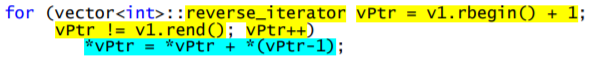 for (vector<int>::reverse_iterator vPtr = v1.rbegin() + 1;
vPtr != v1.rend(); vPtr++)
*vPtr = *vPtr + *(vPtr-1);